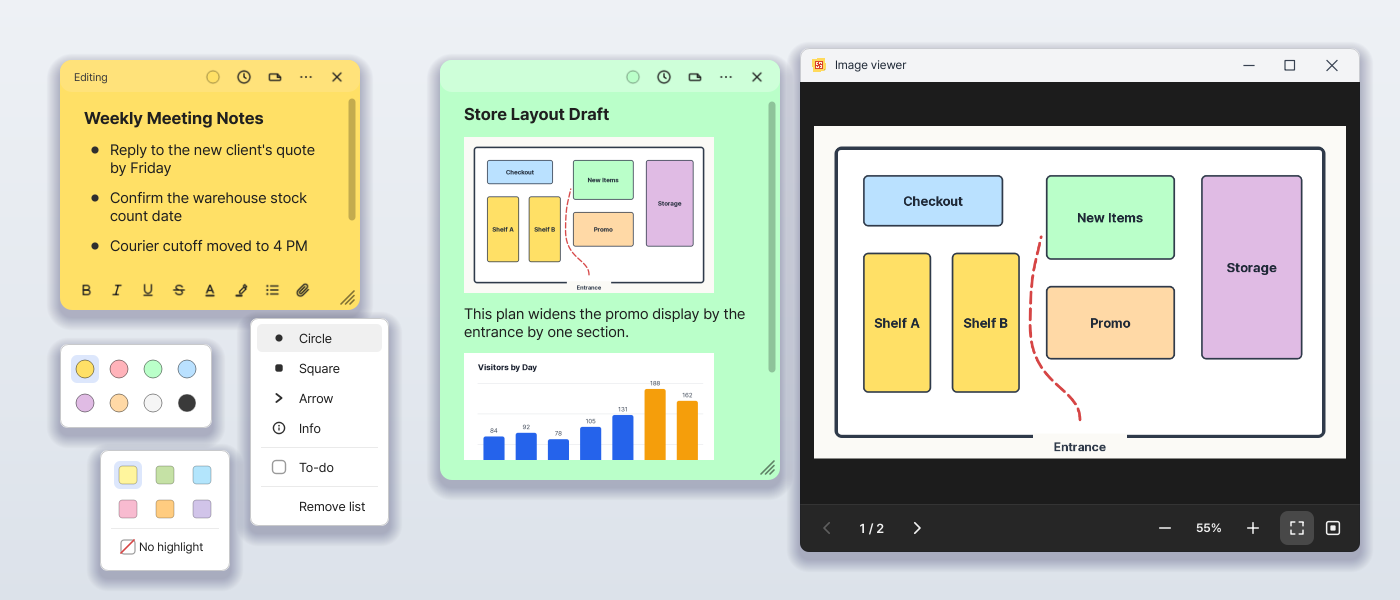 Editing
Weekly Meeting Notes
Reply to the new client's quote
by Friday
Confirm the warehouse stock
count date
Courier cutoff moved to 4 PM
B I U S A
Circle
Square
Arrow
Info
To-do
Remove list
No highlight
Store Layout Draft
Checkout
New Items
Storage
Shelf A
Shelf B
Promo
Entrance
This plan widens the promo display by the
entrance by one section.
Visitors by Day
84
92
78
105
131
188
162
Image viewer
Checkout
New Items
Storage
Shelf A
Shelf B
Promo
Entrance
1 / 2
55%